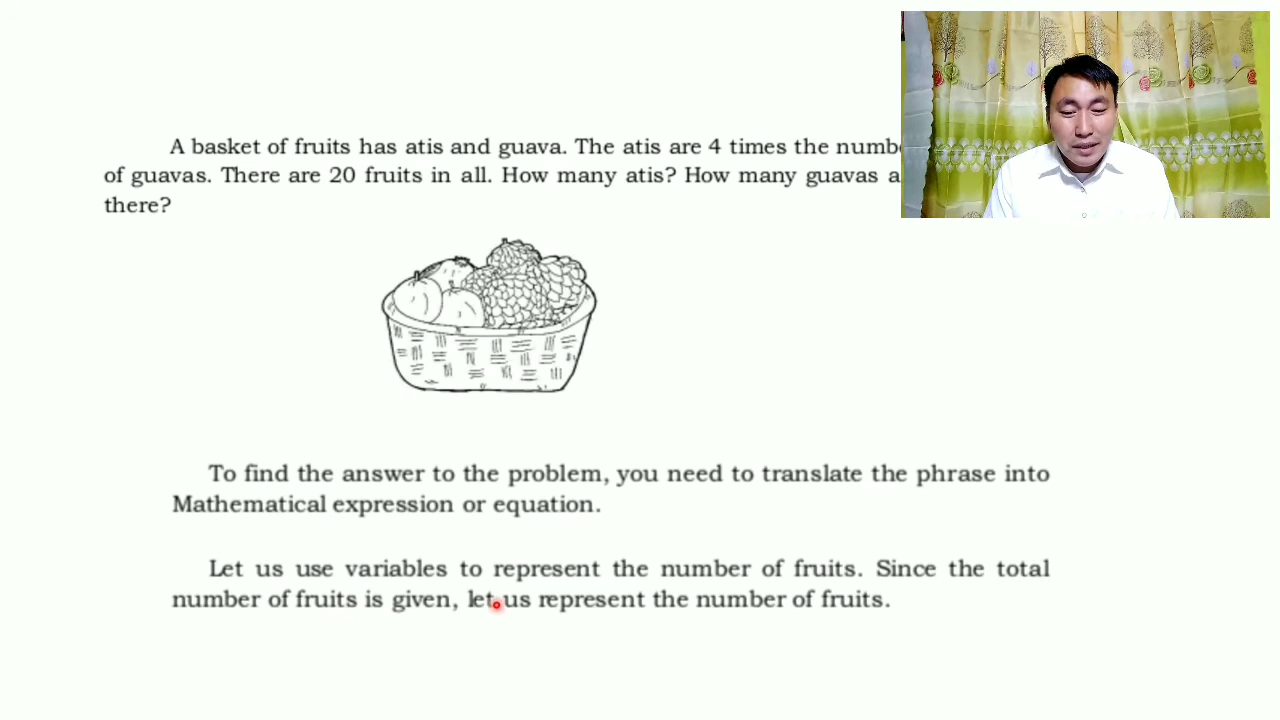 A basket of fruits has atis and guava. The atis are 4 times the
of guavas. There are 20 fruits in all. How many atis? How many guavas
there?
To find the answer to the problem, you need to translate the phrase into
Mathematical expression or equation.
Let us use variables to represent the number of fruits. Since the total
number of fruits is given, let us represent the number of fruits.